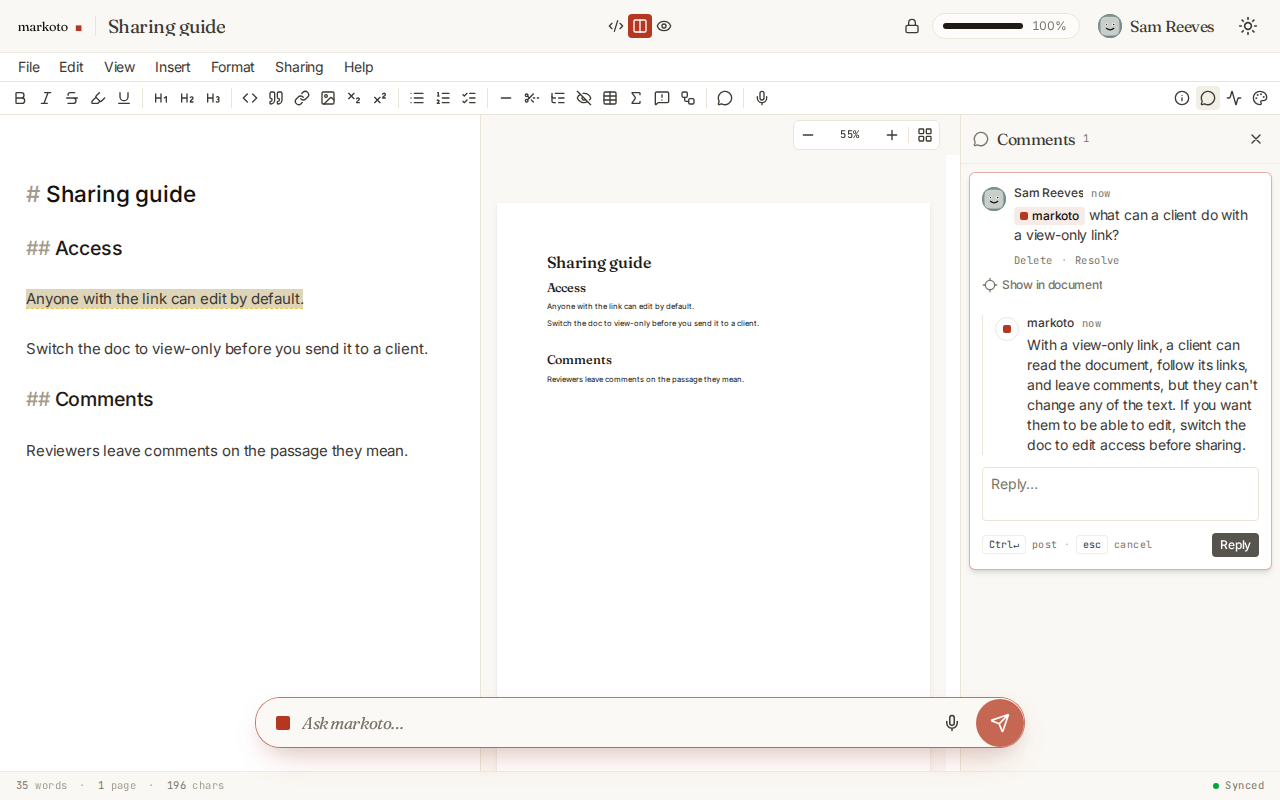 markoto
Sharing guide
100%
Sam Reeves
File Edit View Insert Format Sharing Help
H1 H2 H3
55%
# Sharing guide
## Access
Anyone with the link can edit by default.
Switch the doc to view-only before you send it to a client.
## Comments
Reviewers leave comments on the passage they mean.
Sharing guide
Access
Anyone with the link can edit by default.
Switch the doc to view-only before you send it to a client.
Comments
Reviewers leave comments on the passage they mean.
Comments 1
Sam Reeves now
markoto what can a client do with
a view-only link?
Delete · Resolve
Show in document
markoto now
With a view-only link, a client can
read the document, follow its links,
and leave comments, but they can't
change any of the text. If you want
them to be able to edit, switch the
doc to edit access before sharing.
Reply...
Ctrl↵ post · esc cancel
Reply
Ask markoto...
35 words · 1 page · 196 chars
Synced